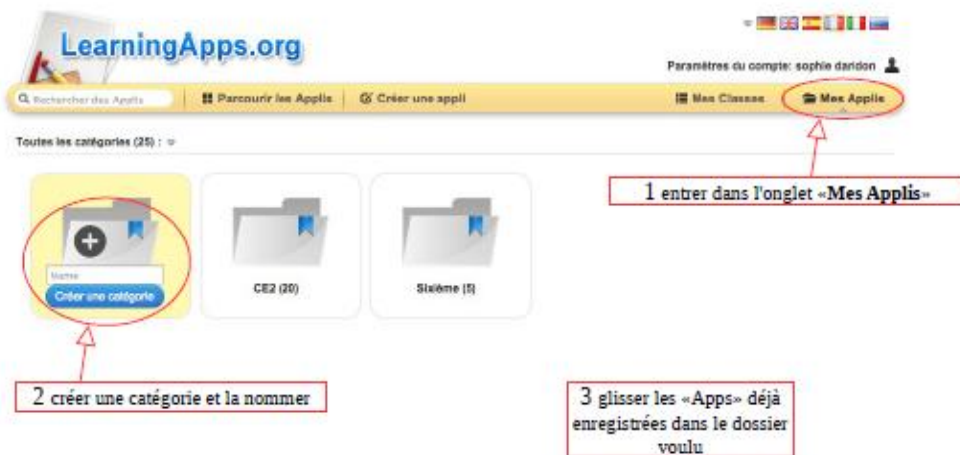 LearningApps.org
Paramètres du compte: sophie daridon
Rechercher des Applis
Parcourir les Applis
Créer une appli
Mes Classes
Mes Applis
Toutes les catégories (25) :
1 entrer dans l'onglet «Mes Applis»
Name
Créer une catégorie
CE2 (20)
Sixième (5)
2 créer une catégorie et la nommer
3 glisser les «Apps» déjà
enregistrées dans le dossier
voulu